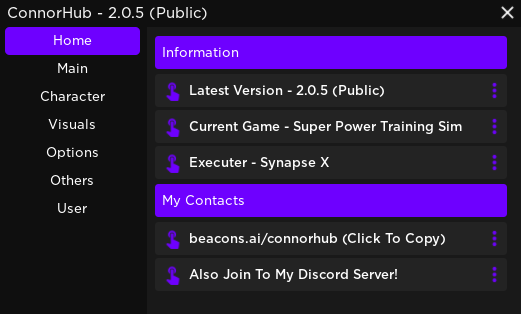 ConnorHub - 2.0.5 (Public)
Home
Main
Character
Visuals
Options
Others
User
Information
Latest Version - 2.0.5 (Public)
Current Game - Super Power Training Sim
Executer - Synapse X
My Contacts
beacons.ai/connorhub (Click To Copy)
Also Join To My Discord Server!